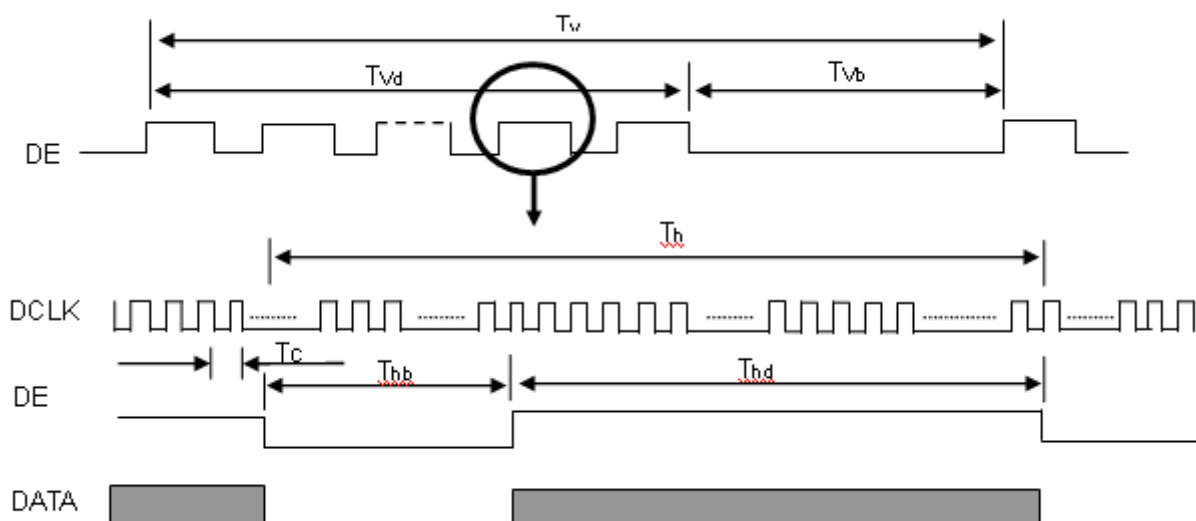 Tv
TVd
TVb
DE
Th
DCLK
TC
Thb
Thd
DE
DATA